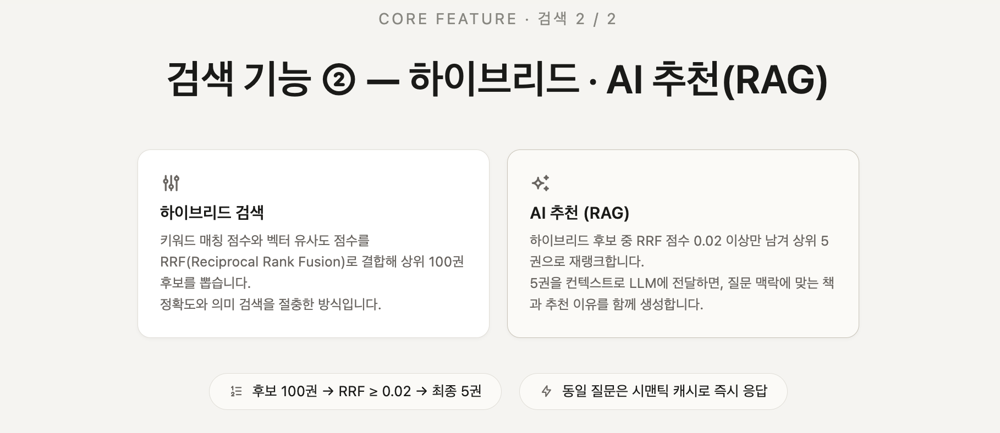 CORE FEATURE · 검색 2 / 2
검색 기능 ② — 하이브리드 · AI 추천(RAG)
하이브리드 검색
키워드 매칭 점수와 벡터 유사도 점수를
RRF(Reciprocal Rank Fusion)로 결합해 상위 100권
후보를 뽑습니다.
정확도와 의미 검색을 절충한 방식입니다.
AI 추천 (RAG)
하이브리드 후보 중 RRF 점수 0.02 이상만 남겨 상위 5
권으로 재랭크합니다.
5권을 컨텍스트로 LLM에 전달하면, 질문 맥락에 맞는 책
과 추천 이유를 함께 생성합니다.
후보 100권 → RRF ≥ 0.02 → 최종 5권
동일 질문은 시맨틱 캐시로 즉시 응답